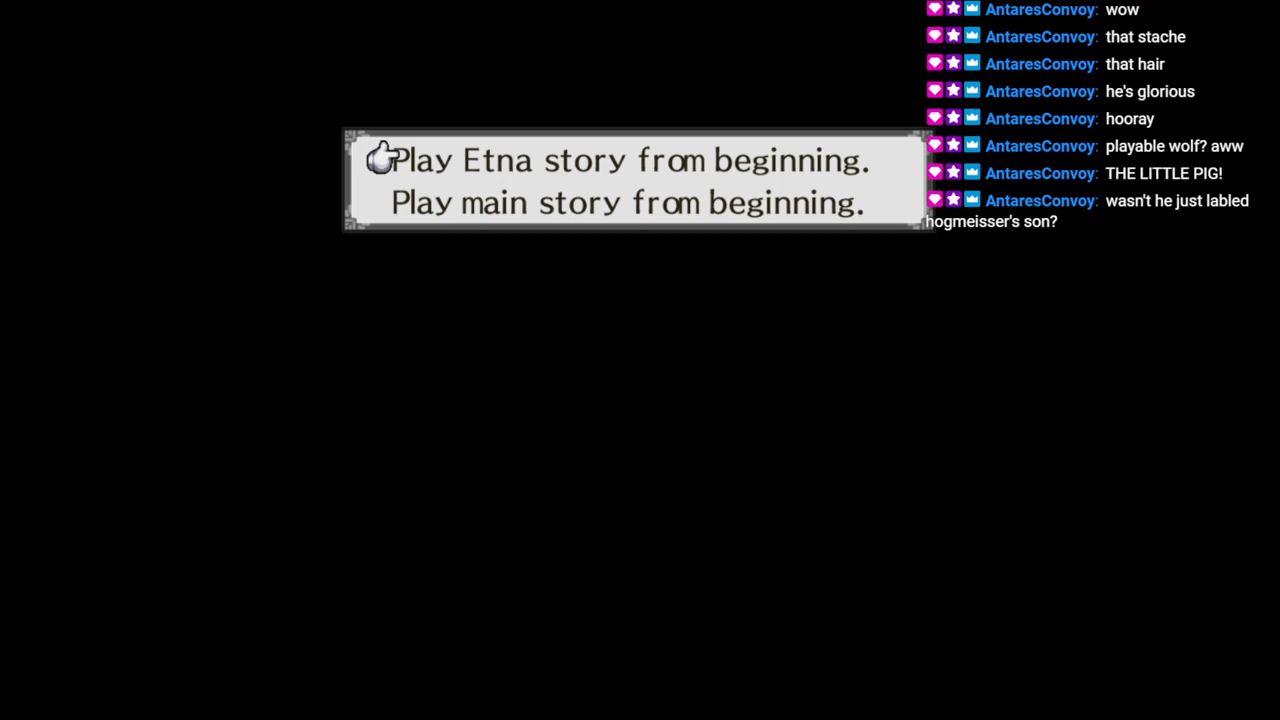 AntaresConvoy: wow
AntaresConvoy: that stache
AntaresConvoy: that hair
AntaresConvoy: he's glorious
AntaresConvoy: hooray
AntaresConvoy: playable wolf? aww
AntaresConvoy: THE LITTLE PIG!
AntaresConvoy: wasn't he just labled
hogmeisser's son?
Play Etna story from beginning.
Play main story from beginning.